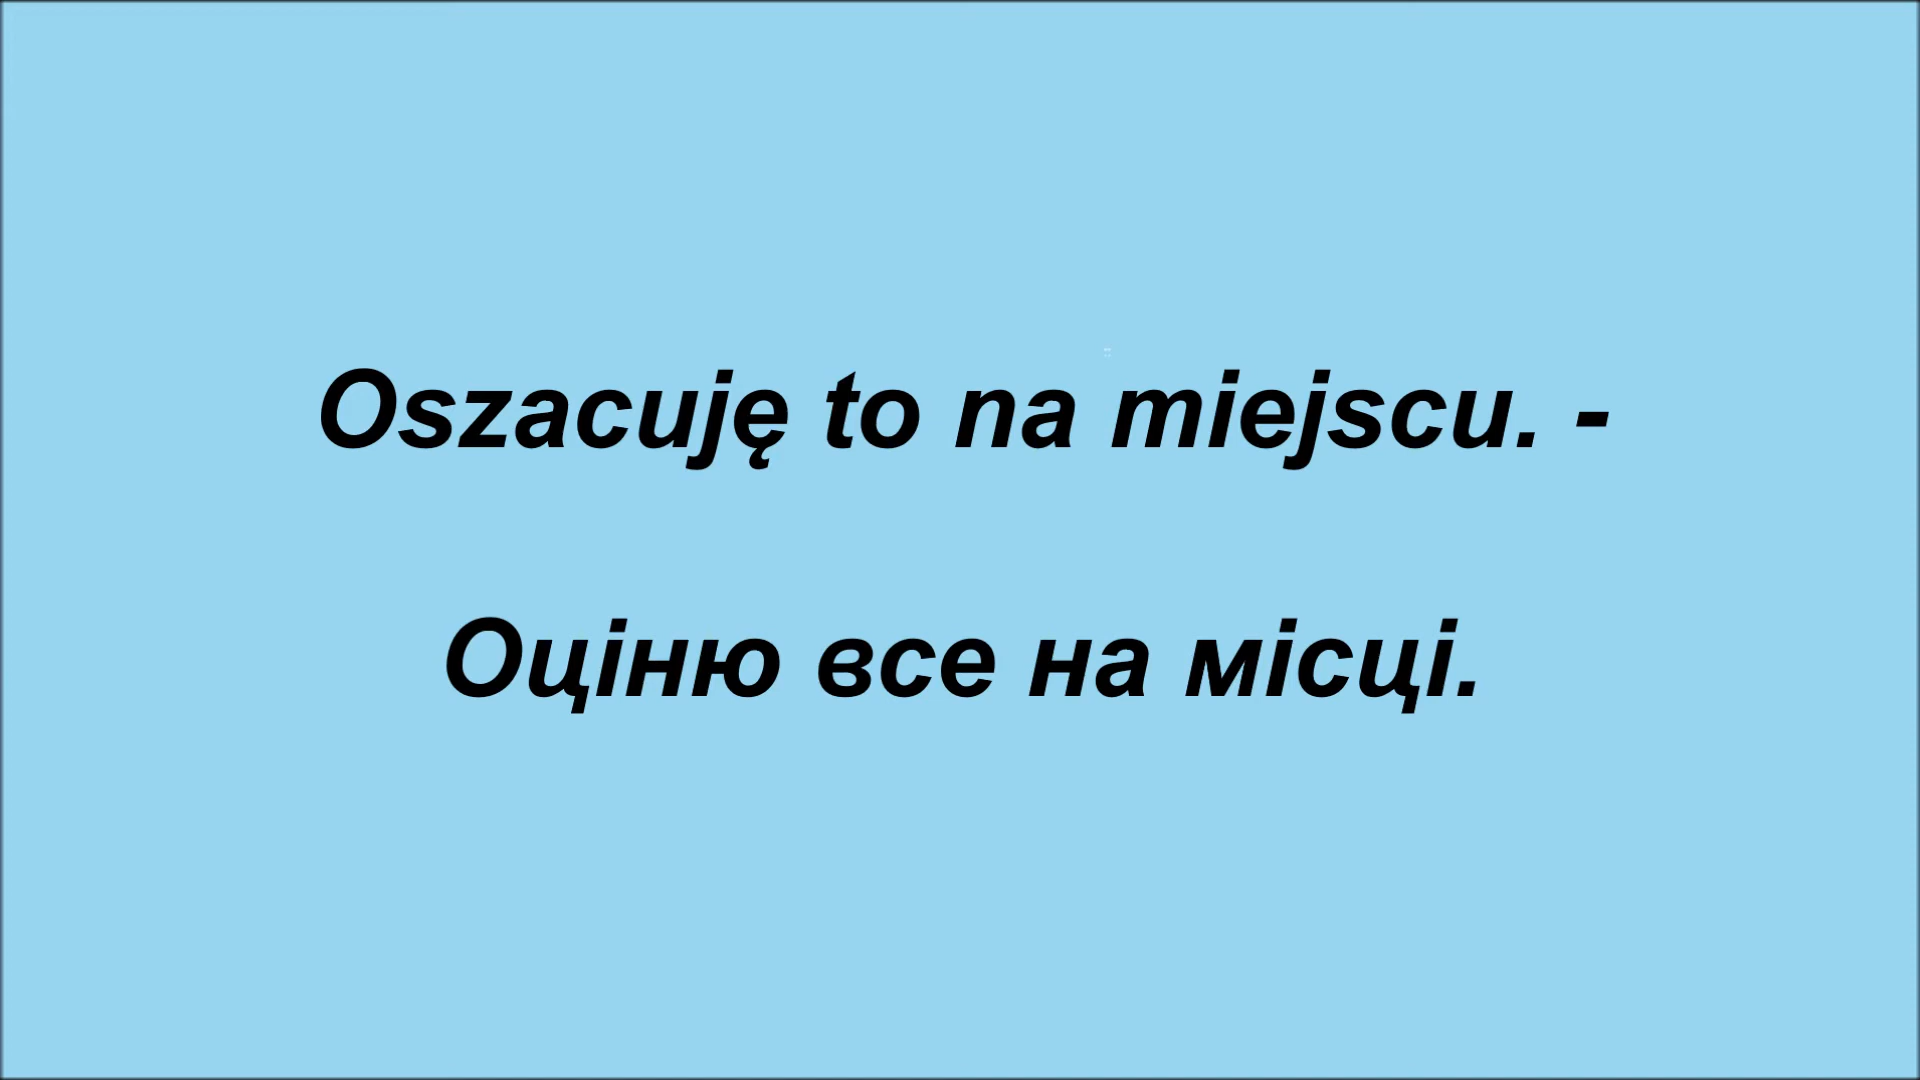 Oszacuję to na miejscu. -
Оціню все на місці.